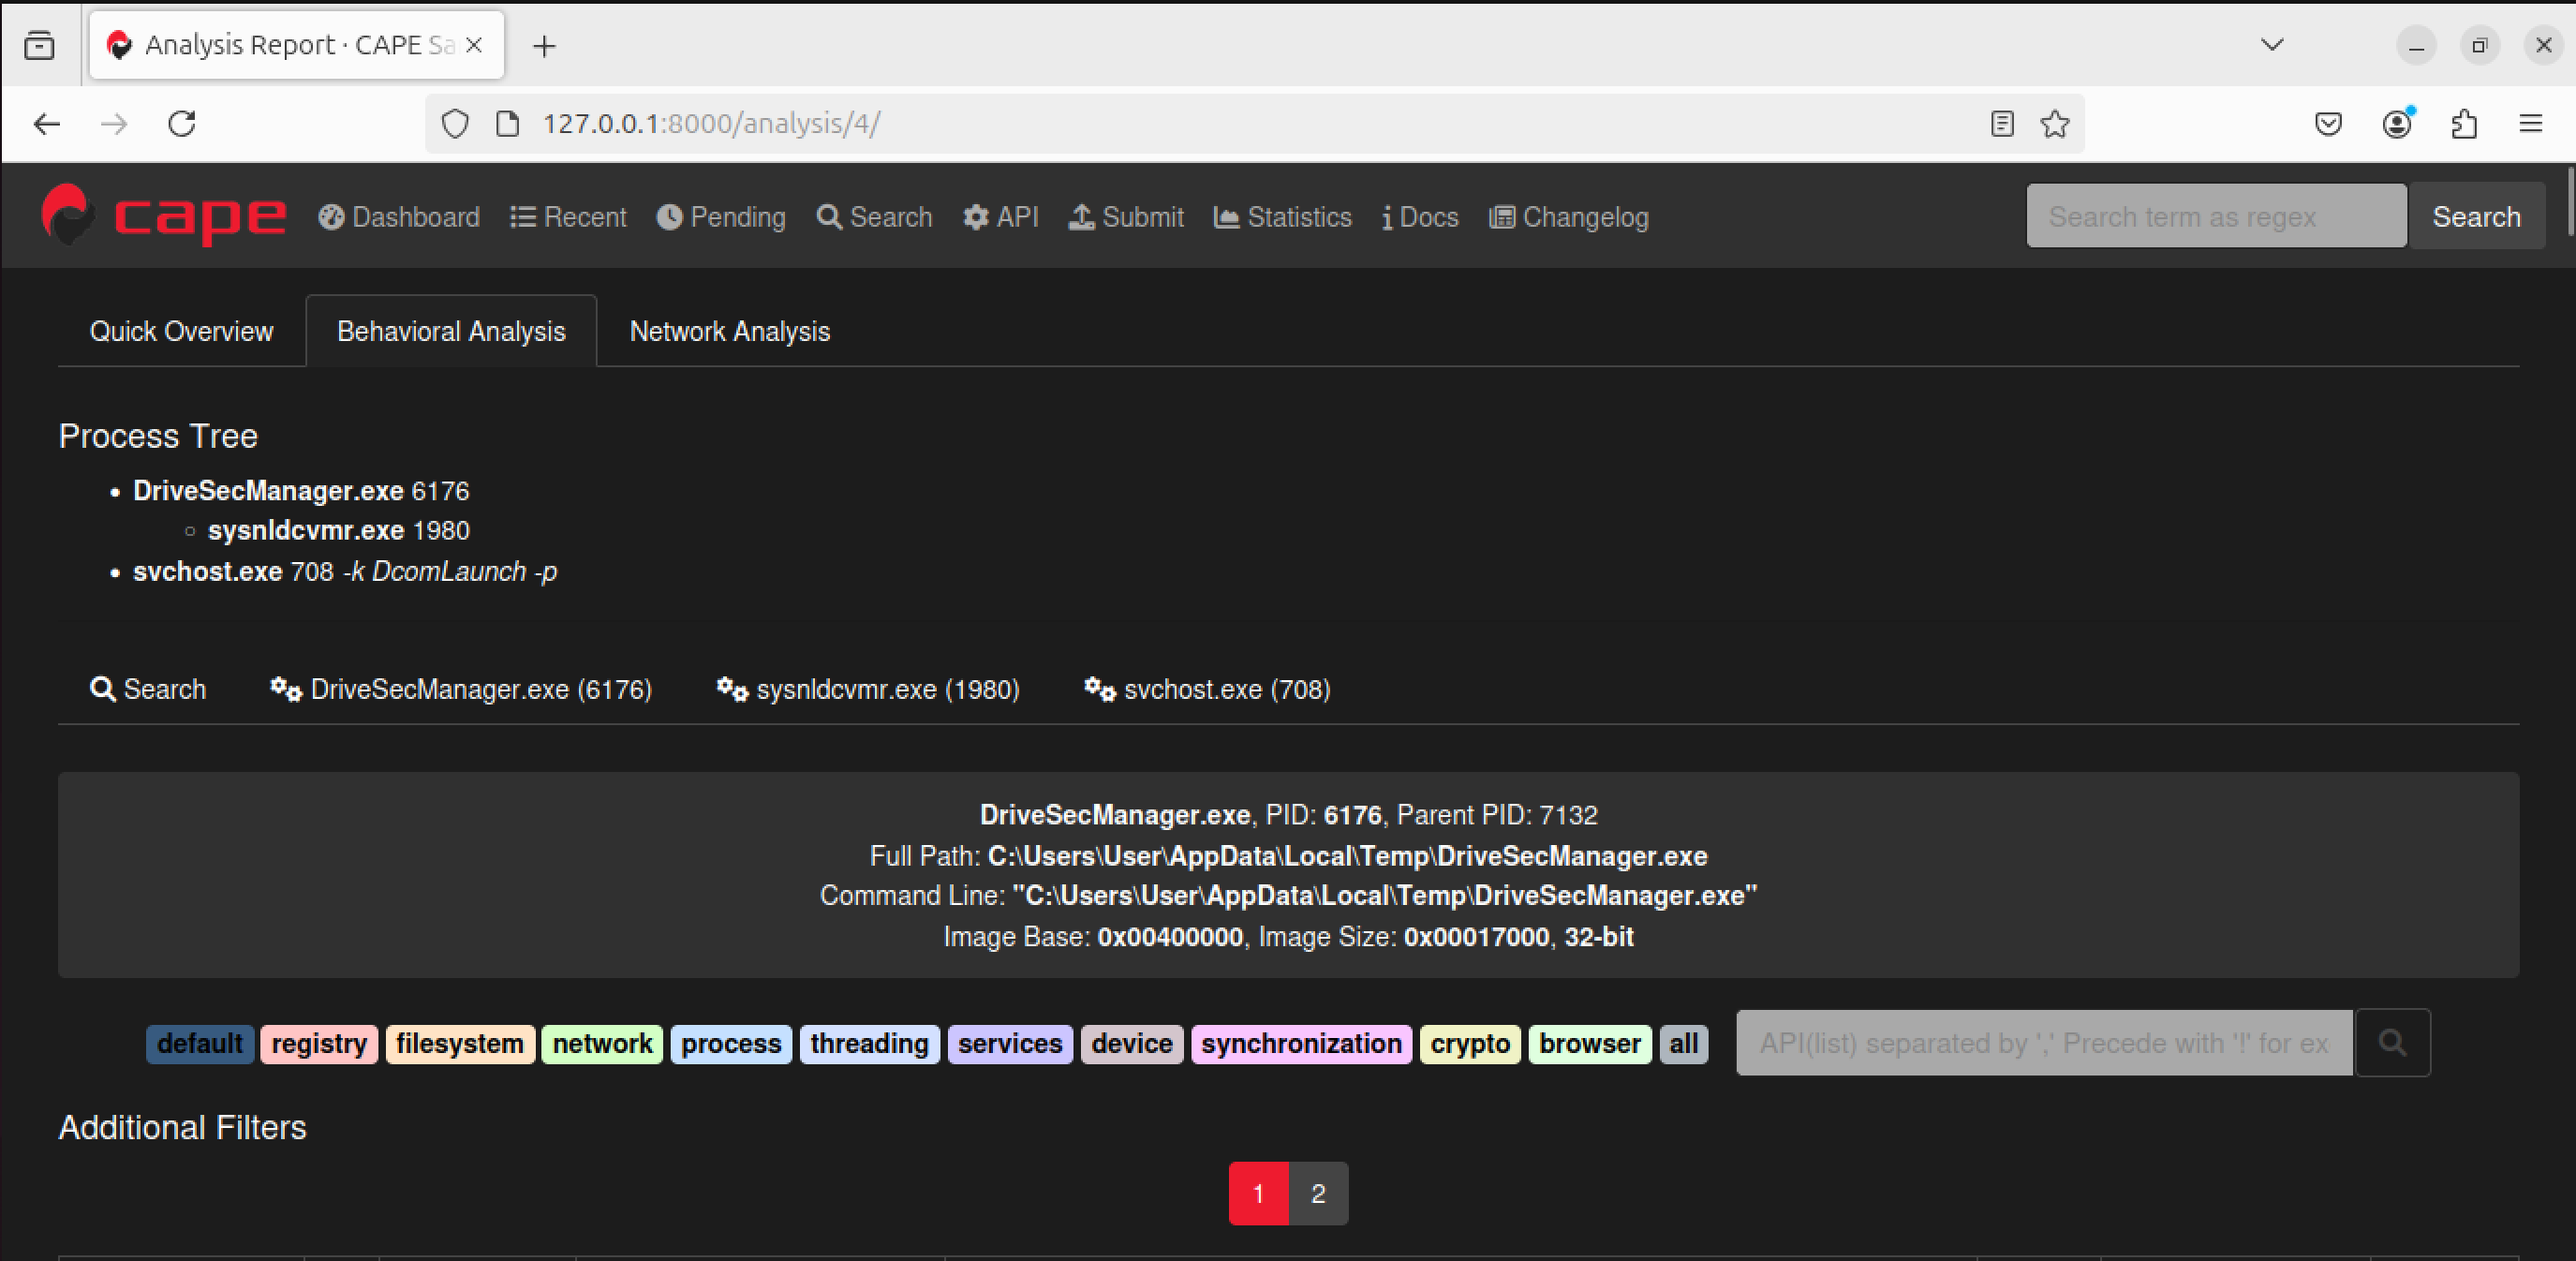 Analysis Report · CAPE Sa
127.0.0.1:8000/analysis/4/
cape Dashboard Recent Pending Search API Submit Statistics Docs Changelog Search term as regex Search
Quick Overview Behavioral Analysis Network Analysis
Process Tree
DriveSecManager.exe 6176
sysnldcvmr.exe 1980
svchost.exe 708 -k DcomLaunch -p
Search DriveSecManager.exe (6176) sysnldcvmr.exe (1980) svchost.exe (708)
DriveSecManager.exe, PID: 6176, Parent PID: 7132
Full Path: C:\Users\User\AppData\Local\Temp\DriveSecManager.exe
Command Line: "C:\Users\User\AppData\Local\Temp\DriveSecManager.exe"
Image Base: 0x00400000, Image Size: 0x00017000, 32-bit
default registry filesystem network process threading services device synchronization crypto browser all API(list) separated by ',' Precede with '!' for ex
Additional Filters
1 2